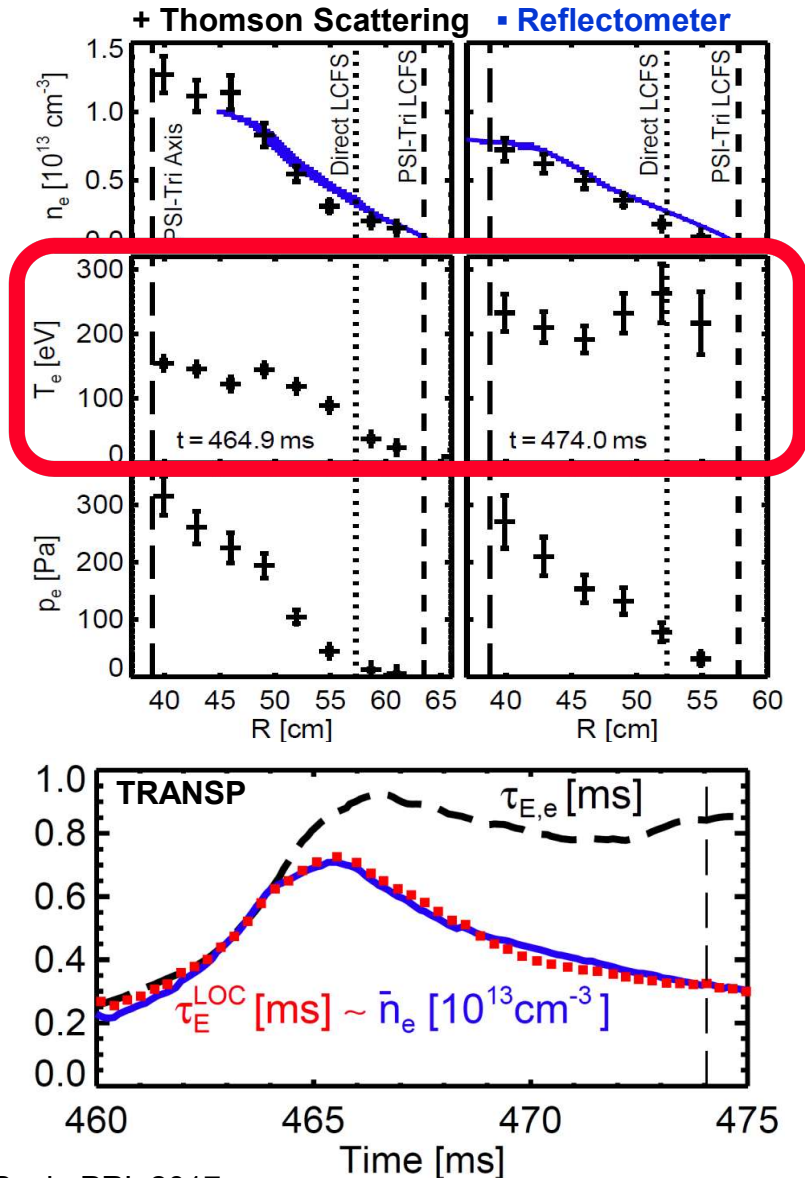 + Thomson Scattering ▪ Reflectometer
1.5
1.0
0.5
n_e [10^13 cm^-3]
PSI-Tri Axis
Direct LCFS
PSI-Tri LCFS
Direct LCFS
PSI-Tri LCFS
300
200
100
0
T_e [eV]
t = 464.9 ms
t = 474.0 ms
300
200
100
0
p_e [Pa]
40 45 50 55 60 65
40 45 50 55 60
R [cm]
R [cm]
TRANSP
τ_E,e [ms]
τ_E^LOC [ms] ~ n̄_e [10^13 cm^-3]
1.0
0.8
0.6
0.4
0.2
0.0
460 465 470 475
Time [ms]